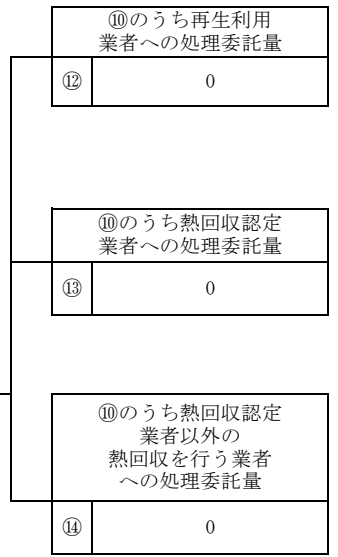 ⑩のうち再生利用
業者への処理委託量
⑫ 0
⑩のうち熱回収認定
業者への処理委託量
⑬ 0
⑩のうち熱回収認定
業者以外の
熱回収を行う業者
への処理委託量
⑭ 0